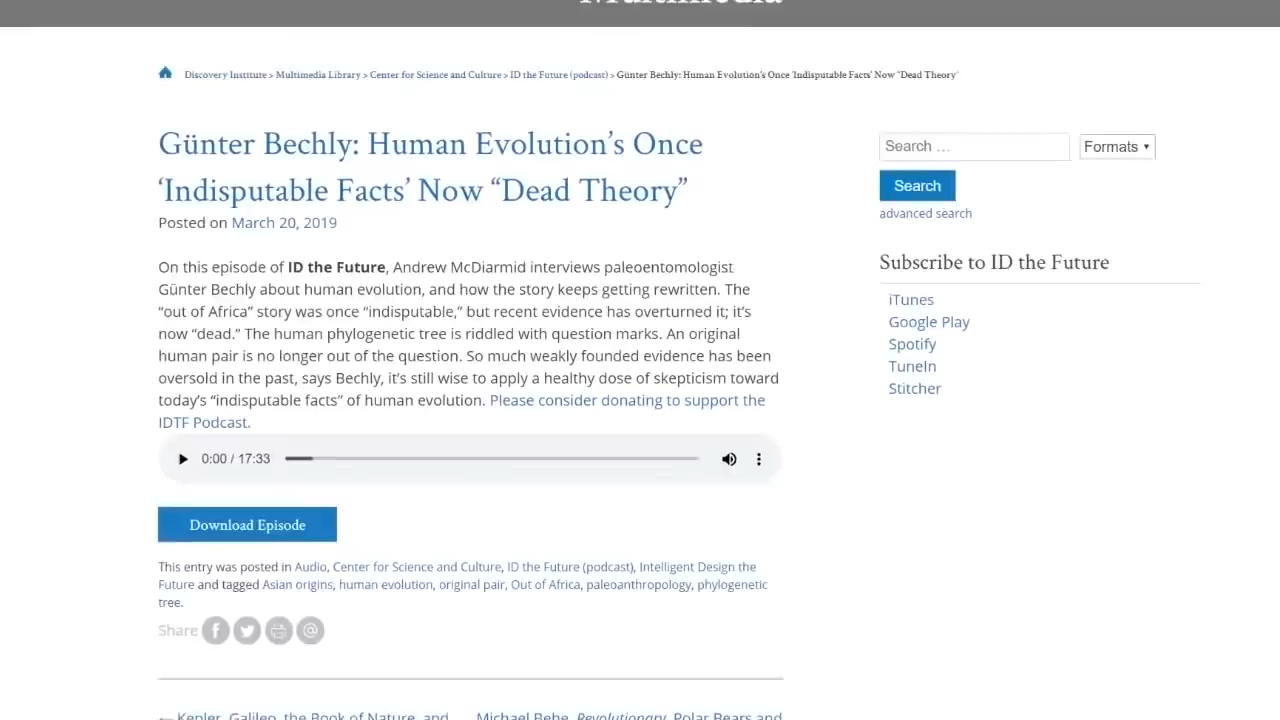 Multimedia
Discovery Institute > Multimedia Library > Center for Science and Culture > ID the Future (podcast) > Günter Bechly: Human Evolution’s Once ‘Indisputable Facts’ Now “Dead Theory”
Günter Bechly: Human Evolution’s Once
‘Indisputable Facts’ Now “Dead Theory”
Posted on March 20, 2019
On this episode of ID the Future, Andrew McDiarmid interviews paleoentomologist
Günter Bechly about human evolution, and how the story keeps getting rewritten. The
“out of Africa” story was once “indisputable,” but recent evidence has overturned it; it’s
now “dead.” The human phylogenetic tree is riddled with question marks. An original
human pair is no longer out of the question. So much weakly founded evidence has been
oversold in the past, says Bechly, it’s still wise to apply a healthy dose of skepticism toward
today’s “indisputable facts” of human evolution. Please consider donating to support the
IDTF Podcast.
0:00 / 17:33
Download Episode
This entry was posted in Audio, Center for Science and Culture, ID the Future (podcast), Intelligent Design the
Future and tagged Asian origins, human evolution, original pair, Out of Africa, paleoanthropology, phylogenetic
tree.
Share
← Kepler, Galileo, the Book of Nature, and
Michael Behe, Revolutionary, Polar Bears and
Search …
Formats
Search
advanced search
Subscribe to ID the Future
iTunes
Google Play
Spotify
TuneIn
Stitcher